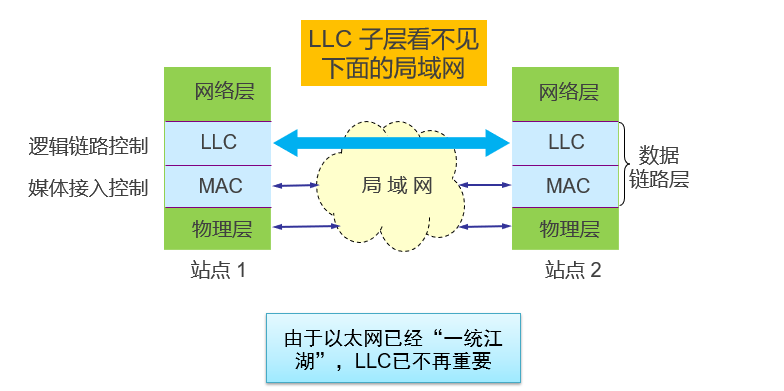 LLC 子层看不见
下面的局域网
网络层
网络层
逻辑链路控制
LLC
LLC
数据
链路层
媒体接入控制
MAC
局 域 网
MAC
物理层
物理层
站点 1
站点 2
由于以太网已经“一统江
湖”，LLC已不再重要